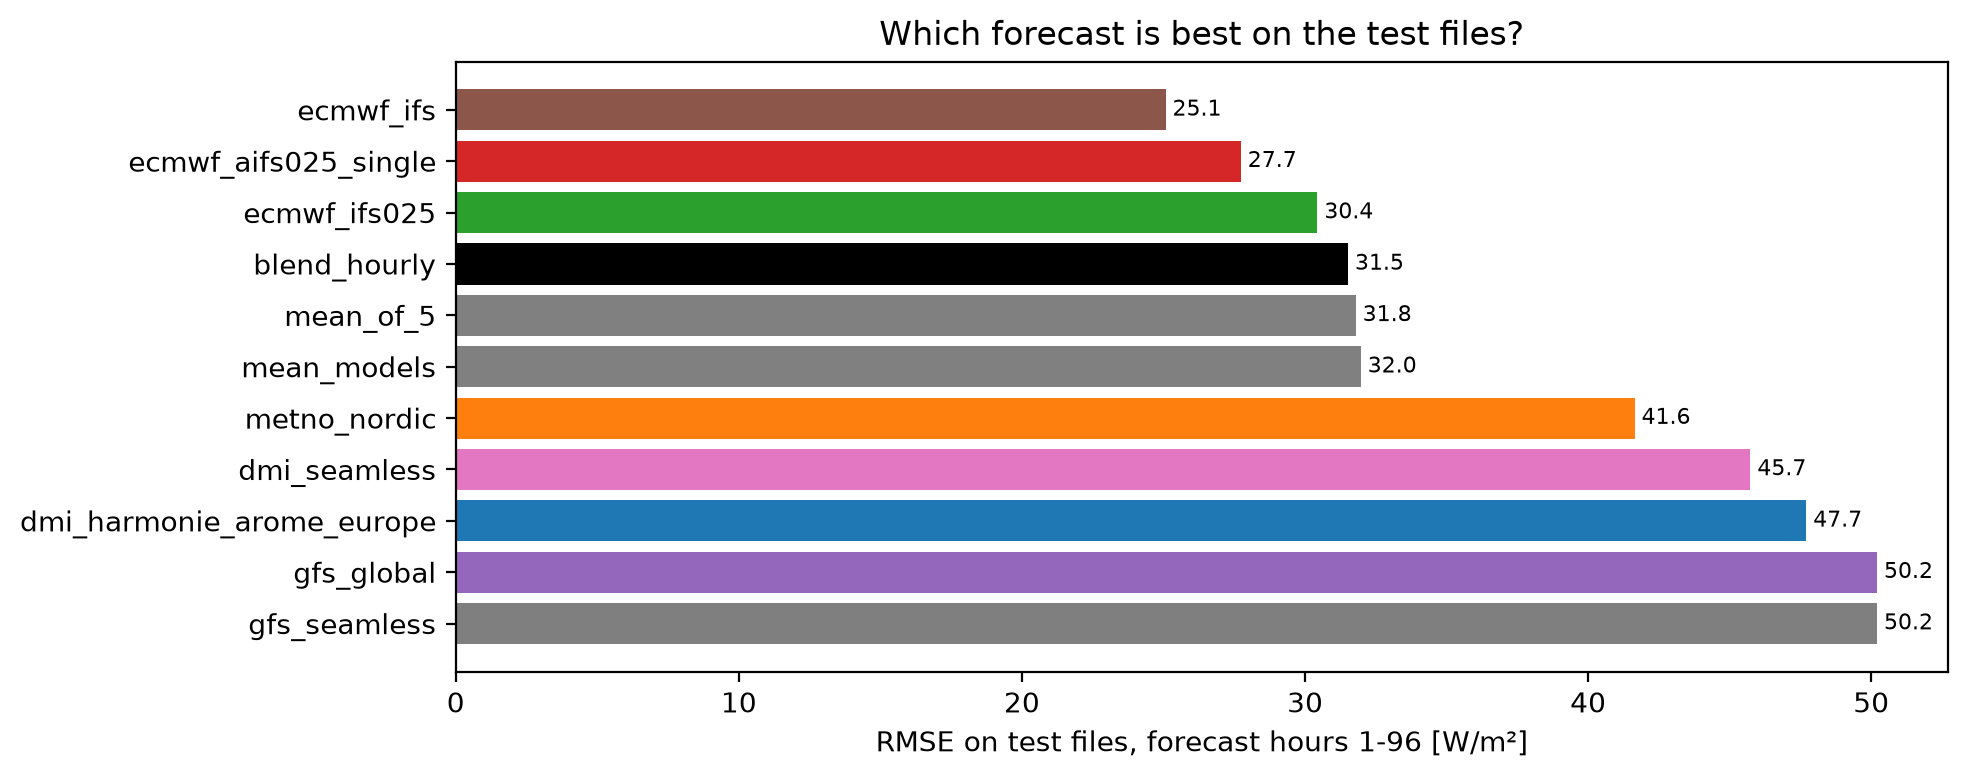 Which forecast is best on the test files?
ecmwf_ifs 25.1
ecmwf_aifs025_single 27.7
ecmwf_ifs025 30.4
blend_hourly 31.5
mean_of_5 31.8
mean_models 32.0
metno_nordic 41.6
dmi_seamless 45.7
dmi_harmonie_arome_europe 47.7
gfs_global 50.2
gfs_seamless 50.2
0 10 20 30 40 50
RMSE on test files, forecast hours 1-96 [W/m²]